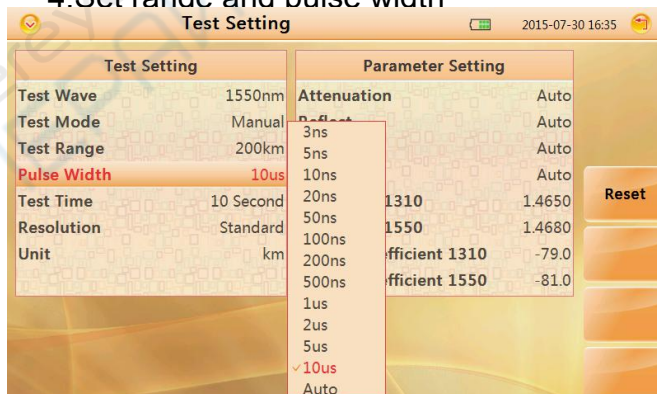 4.Set range and pulse width
Test Setting
2015-07-30 16:35
Test Setting
Test Wave 1550nm
Test Mode Manual
Test Range 200km
Pulse Width 10us
Test Time 10 Second
Resolution Standard
Unit km
Parameter Setting
Attenuation Auto
Reflect Auto
Auto
Auto
1310 1.4650
1550 1.4680
efficient 1310 -79.0
efficient 1550 -81.0
3ns
5ns
10ns
20ns
50ns
100ns
200ns
500ns
1us
2us
5us
✓10us
Auto
Reset